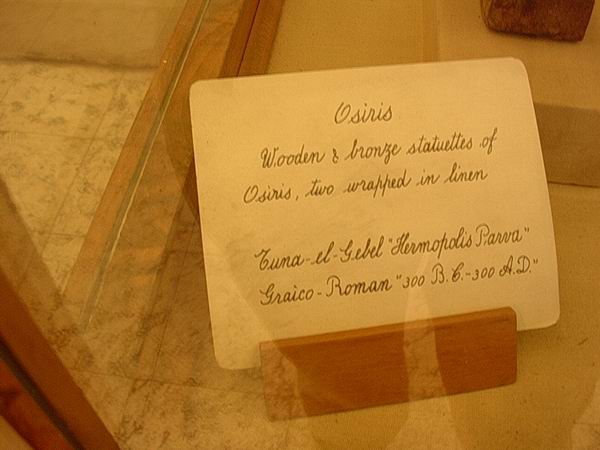 Osiris
Wooden & bronze statuettes of
Osiris, two wrapped in linen
Tuna-el-Gebel "Hermopolis Parva"
Graico-Roman "300 B.C.-300 A.D."